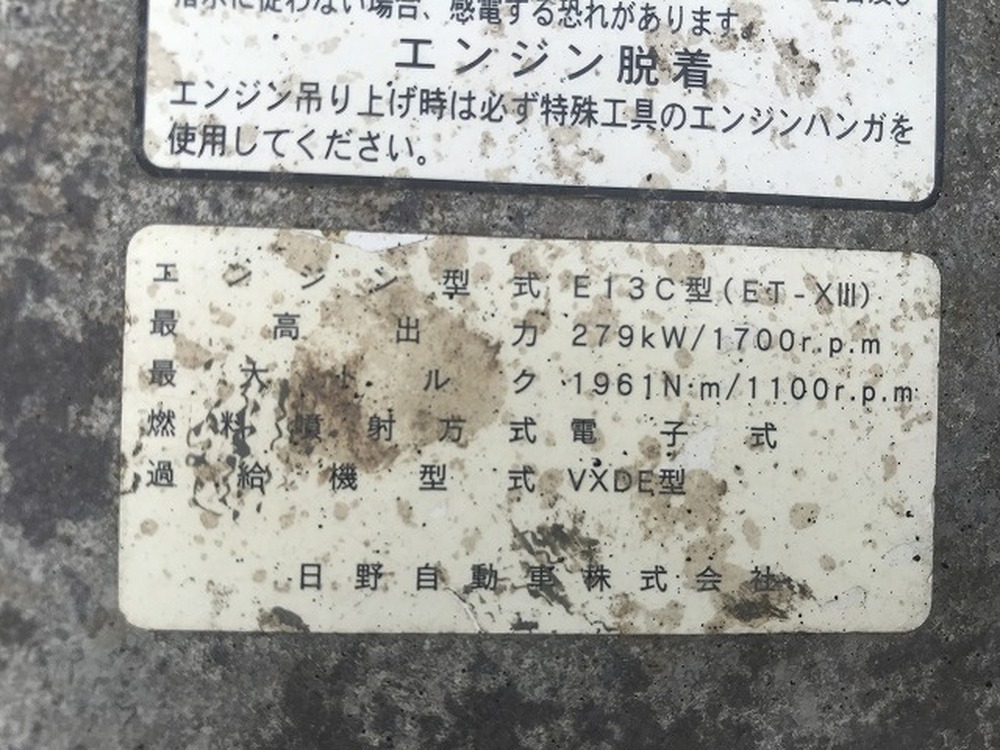 指示に従わない場合、感電する恐れがあります。
エンジン脱着
エンジン吊り上げ時は必ず特殊工具のエンジンハンガを
使用してください。
エンジン型式 E13C型(ET-XⅢ)
最高出力 279kW/1700r.p.m
最大トルク 1961N·m/1100r.p.m
燃料噴射方式 電子式
過給機型式 VXDE型
日野自動車株式会社